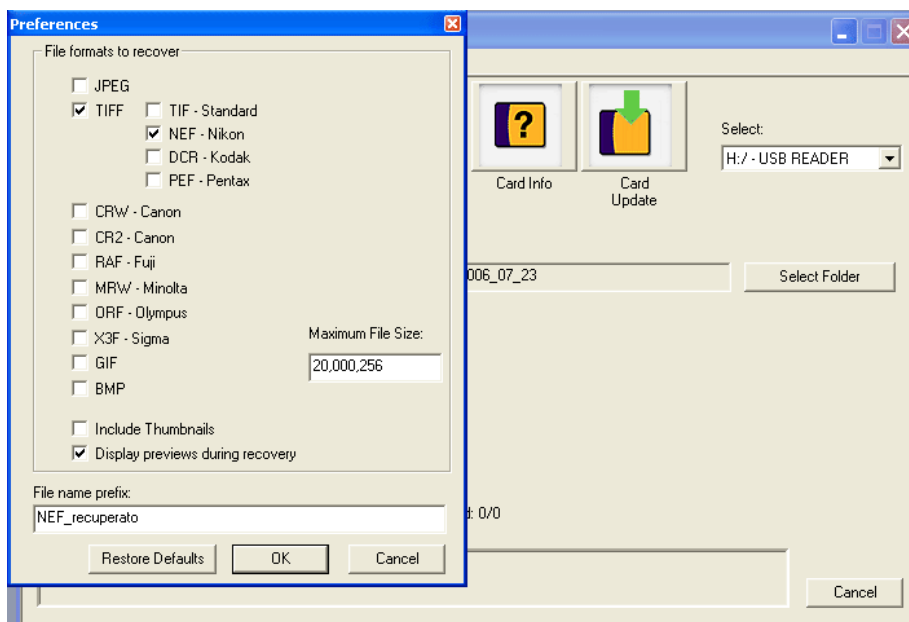 Preferences
File formats to recover
JPEG
TIFF
TIF - Standard
NEF - Nikon
DCR - Kodak
PEF - Pentax
CRW - Canon
CR2 - Canon
RAF - Fuji
MRW - Minolta
ORF - Olympus
X3F - Sigma
GIF
BMP
Maximum File Size:
20,000,256
Include Thumbnails
Display previews during recovery
File name prefix:
NEF_recuperato
Restore Defaults
OK
Cancel
?
Card Info
Card
Update
Select:
H:/ - USB READER
006_07_23
Select Folder
d: 0/0
Cancel